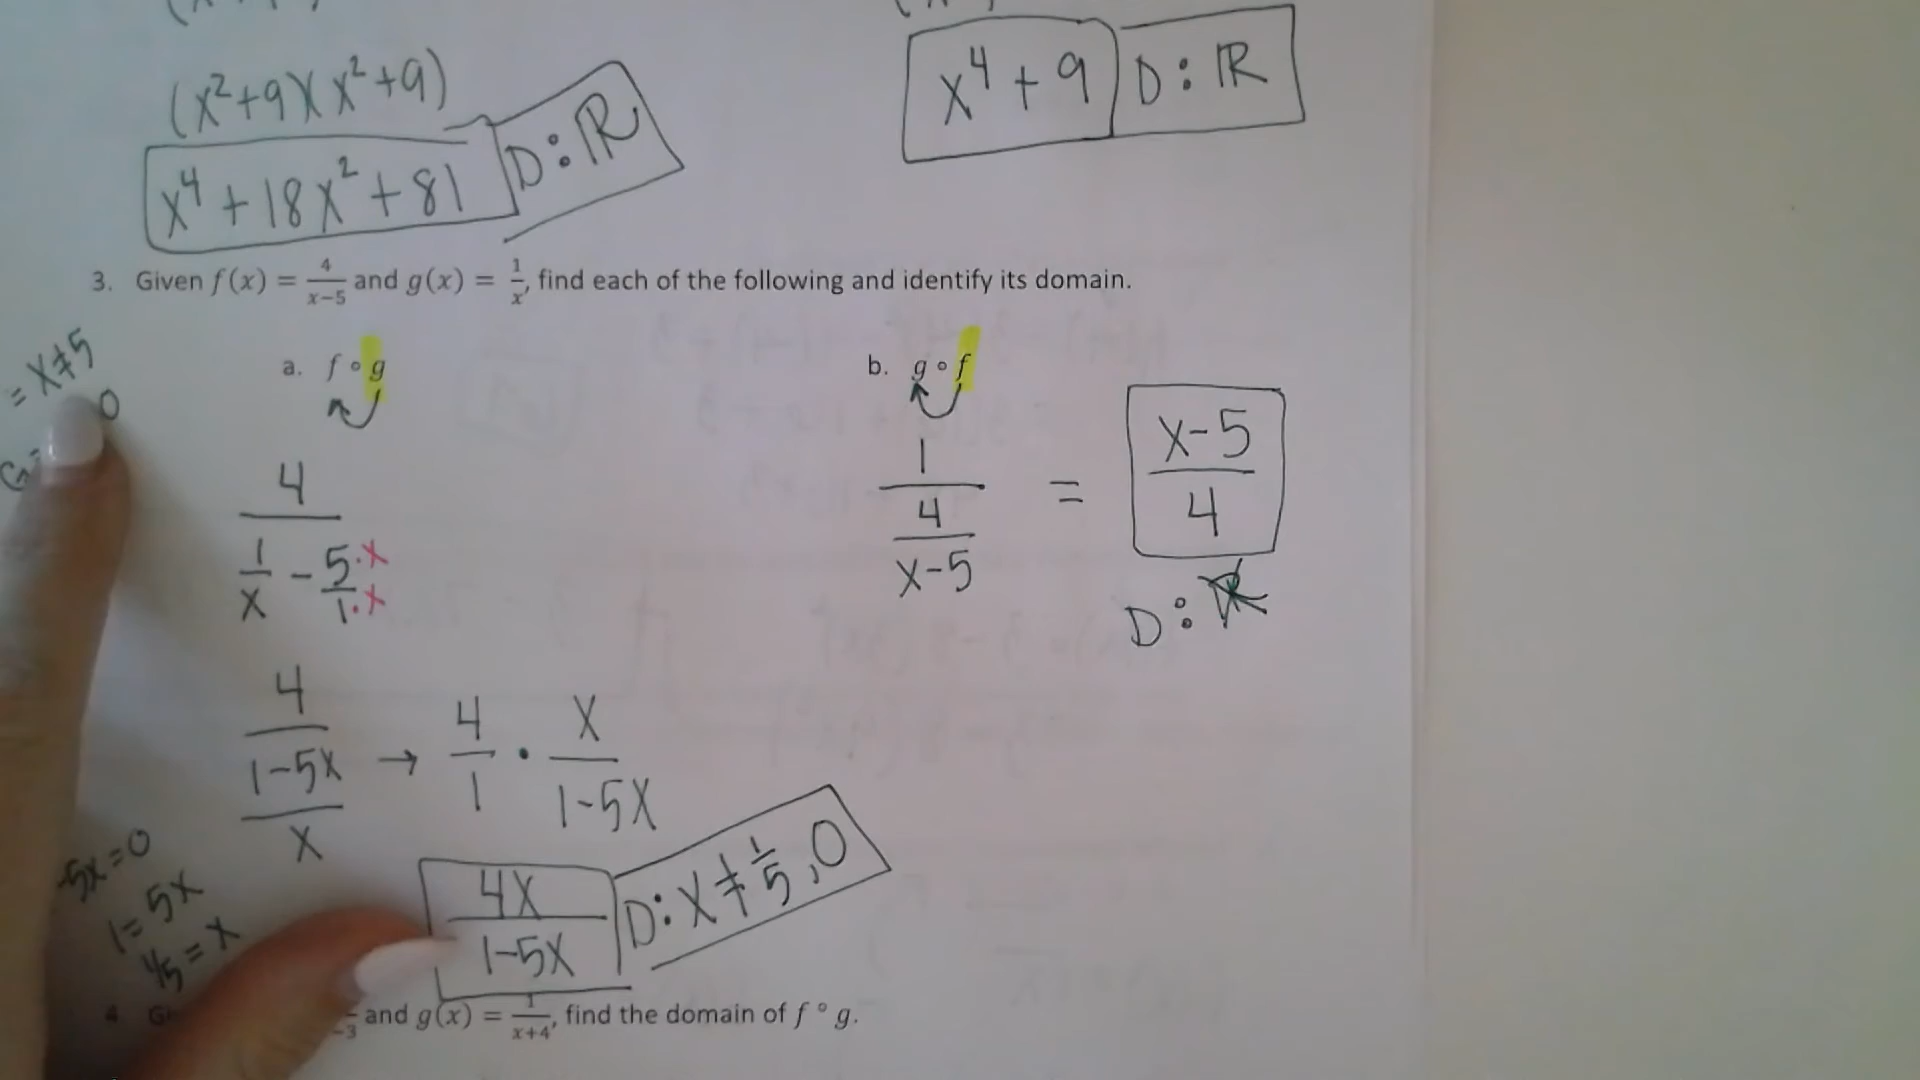 (x²+9)(x²+9)
x⁴+18x²+81 D:ℝ
x⁴+9 D:ℝ
3. Given f(x) = 4/(x−5) and g(x) = 1/x, find each of the following and identify its domain.
= x≠5
0
a. f∘g
4/(1/x − 5·x/1·x)
4/((1−5x)/x) → 4/1 · x/(1−5x)
-5x=0
1=5x
1/5=x
4x/(1−5x) D: x≠1/5, 0
b. g∘f
1/(4/(x−5)) = (x−5)/4
D:
and g(x) = 1/(x+4), find the domain of f∘g.